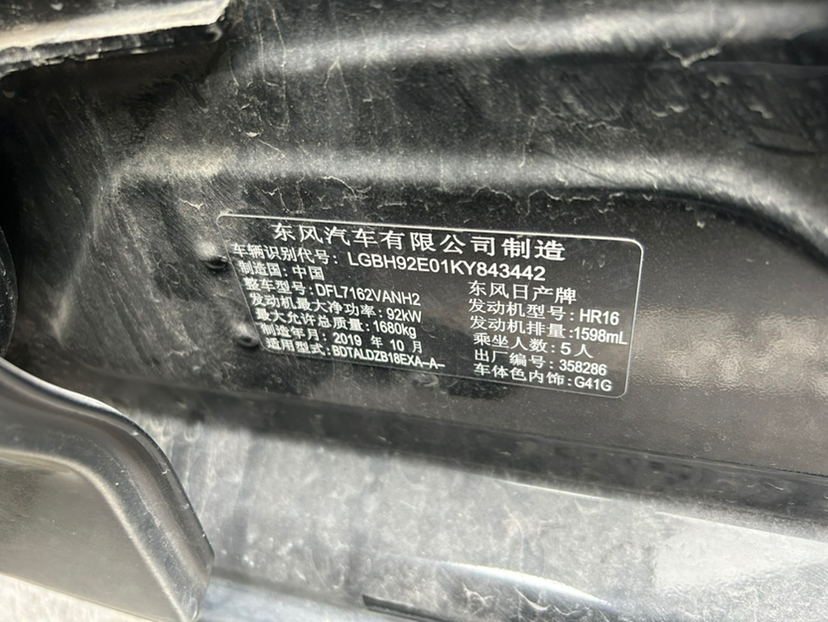 东风汽车有限公司制造
车辆识别代号: LGBH92E01KY843442
制造国: 中国
东风日产牌
整车型号: DFL7162VANH2
发动机型号: HR16
发动机最大净功率: 92kW
发动机排量: 1598mL
最大允许总质量: 1680kg
乘坐人数: 5人
制造年月: 2019 年 10 月
出厂编号: 358286
适用型式: BDTALDZB18EXA-A-
车体色内饰: G41G